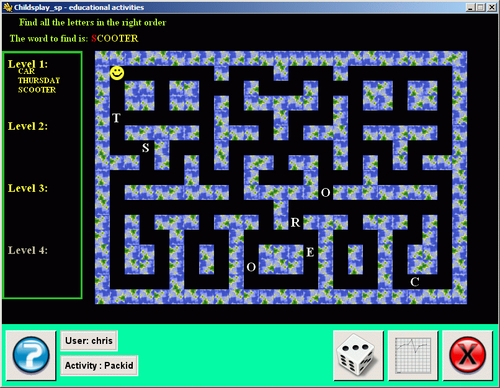 Childsplay_sp - educational activities
Find all the letters in the right order
The word to find is: SCOOTER
Level 1:
CAR
THURSDAY
SCOOTER
Level 2:
Level 3:
Level 4:
T
S
O
R
E
O
C
User: chris
Activity : Packid